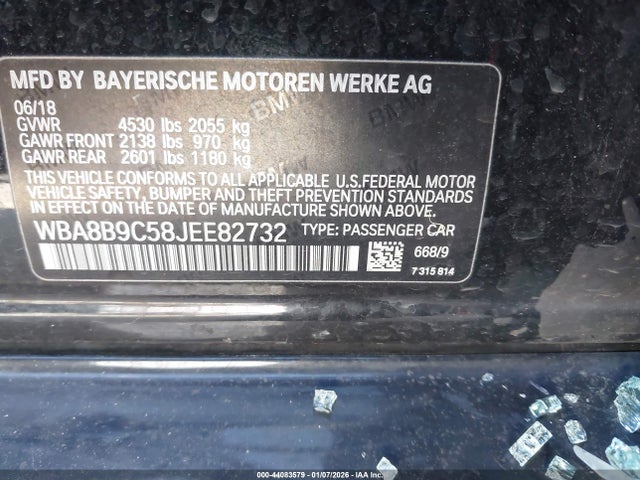 MFD BY BAYERISCHE MOTOREN WERKE AG
06/18
GVWR 4530 lbs 2055 kg
GAWR FRONT 2138 lbs 970 kg
GAWR REAR 2601 lbs 1180 kg
THIS VEHICLE CONFORMS TO ALL APPLICABLE U.S.FEDERAL MOTOR
VEHICLE SAFETY, BUMPER AND THEFT PREVENTION STANDARDS
IN EFFECT ON THE DATE OF MANUFACTURE SHOWN ABOVE.
WBA8B9C58JEE82732 TYPE: PASSENGER CAR
668/9
7 315 814
000-44083579 - 01/07/2026 - IAA Inc.